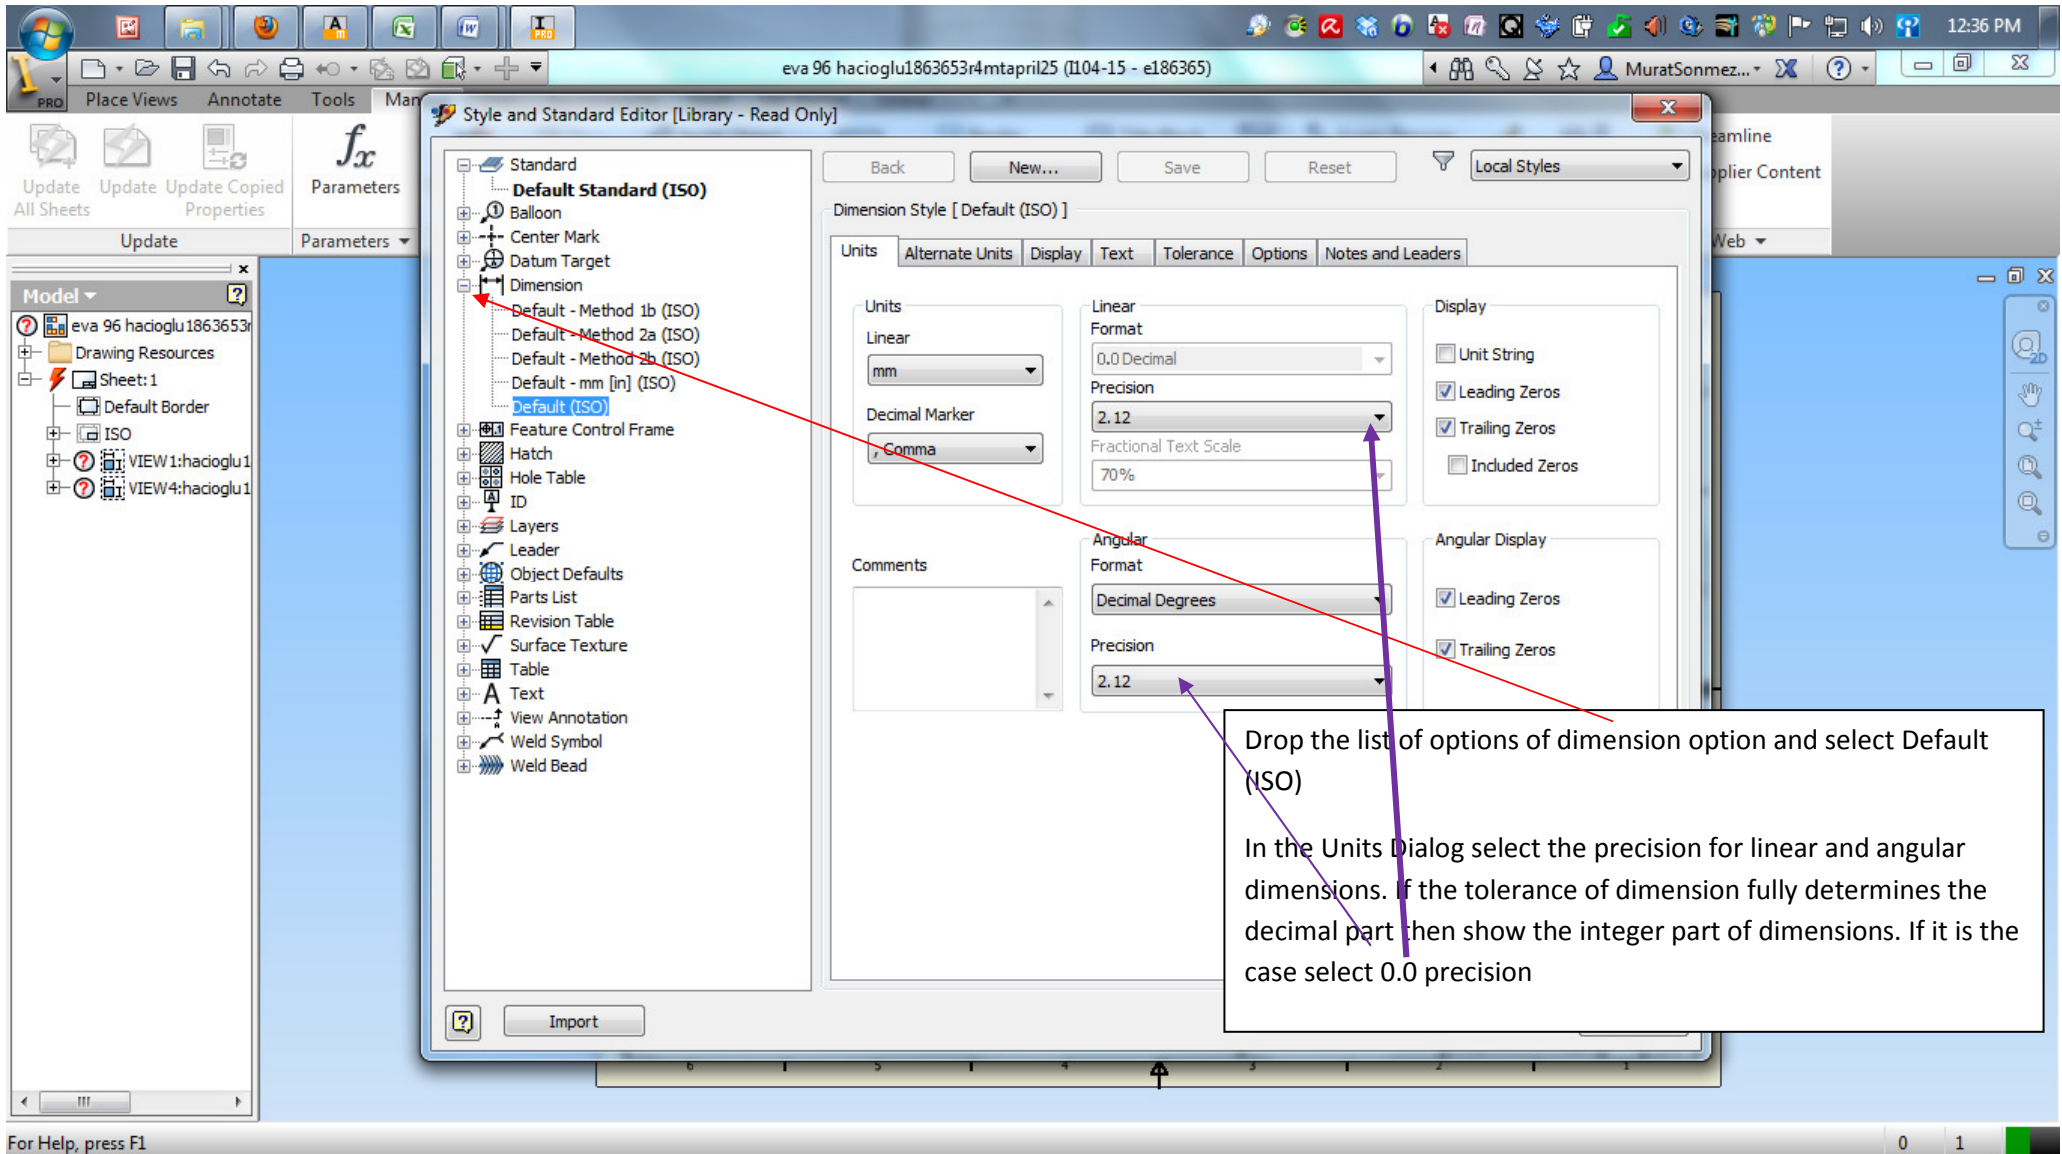 12:36 PM
PRO
eva 96 hacioglu1863653r4mtapril25 (I104-15 - e186365)
MuratSonmez...
Place Views Annotate Tools Man
Update All Sheets
Update
Update Copied Properties
Parameters
Update
Parameters
eamline
pplier Content
Web
Model
eva 96 hacioglu1863653r
Drawing Resources
Sheet:1
Default Border
ISO
VIEW1:hacioglu1
VIEW4:hacioglu1
Style and Standard Editor [Library - Read Only]
Standard
Default Standard (ISO)
Balloon
Center Mark
Datum Target
Dimension
Default - Method 1b (ISO)
Default - Method 2a (ISO)
Default - Method 2b (ISO)
Default - mm [in] (ISO)
Default (ISO)
Feature Control Frame
Hatch
Hole Table
ID
Layers
Leader
Object Defaults
Parts List
Revision Table
Surface Texture
Table
Text
View Annotation
Weld Symbol
Weld Bead
Back New... Save Reset Local Styles
Dimension Style [ Default (ISO) ]
Units Alternate Units Display Text Tolerance Options Notes and Leaders
Units
Linear
mm
Decimal Marker
, Comma
Linear
Format
0.0 Decimal
Precision
2.12
Fractional Text Scale
70%
Display
Unit String
Leading Zeros
Trailing Zeros
Included Zeros
Comments
Angular
Format
Decimal Degrees
Precision
2.12
Angular Display
Leading Zeros
Trailing Zeros
Drop the list of options of dimension option and select Default
(ISO)
In the Units Dialog select the precision for linear and angular
dimensions. If the tolerance of dimension fully determines the
decimal part then show the integer part of dimensions. If it is the
case select 0.0 precision
Import
6 5 4 3 2 1
For Help, press F1
0 1